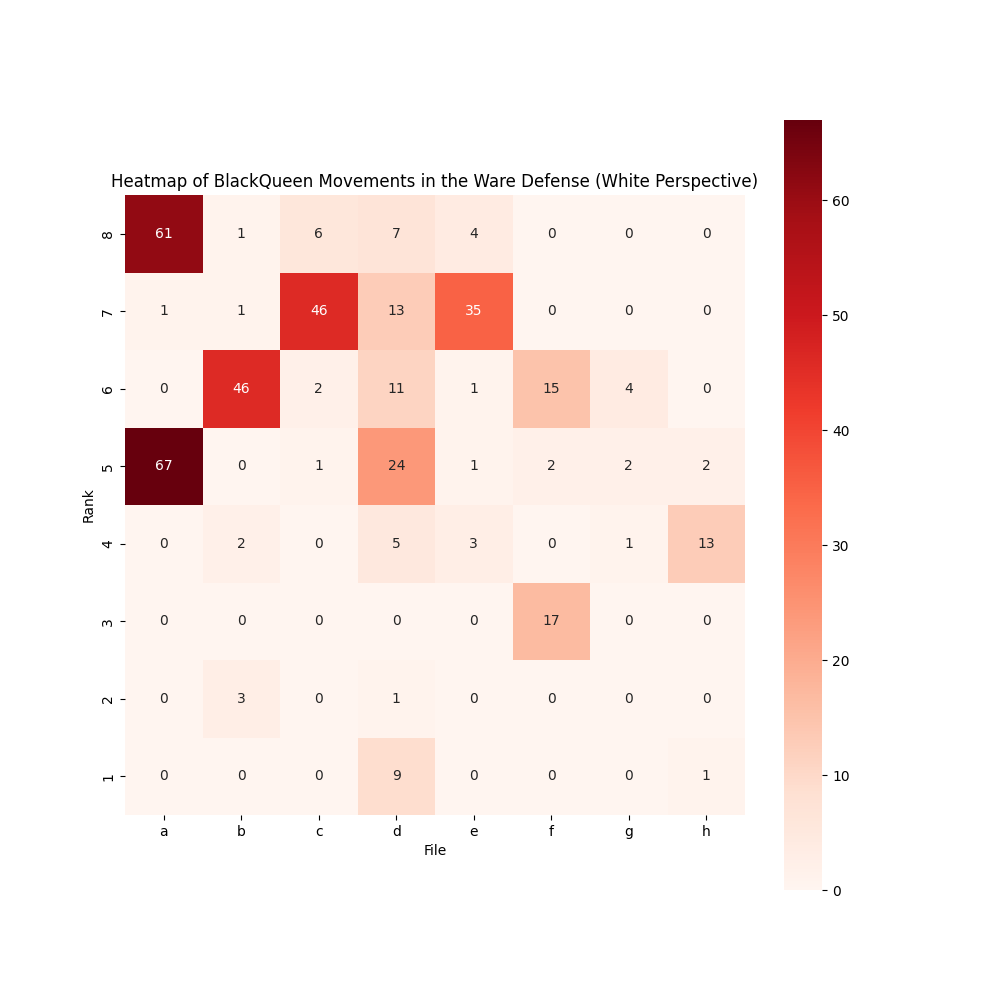 Heatmap of BlackQueen Movements in the Ware Defense (White Perspective)
8 61 1 6 7 4 0 0 0
7 1 1 46 13 35 0 0 0
6 0 46 2 11 1 15 4 0
5 67 0 1 24 1 2 2 2
4 0 2 0 5 3 0 1 13
3 0 0 0 0 0 17 0 0
2 0 3 0 1 0 0 0 0
1 0 0 0 9 0 0 0 1
a b c d e f g h
File
Rank
60
50
40
30
20
10
0